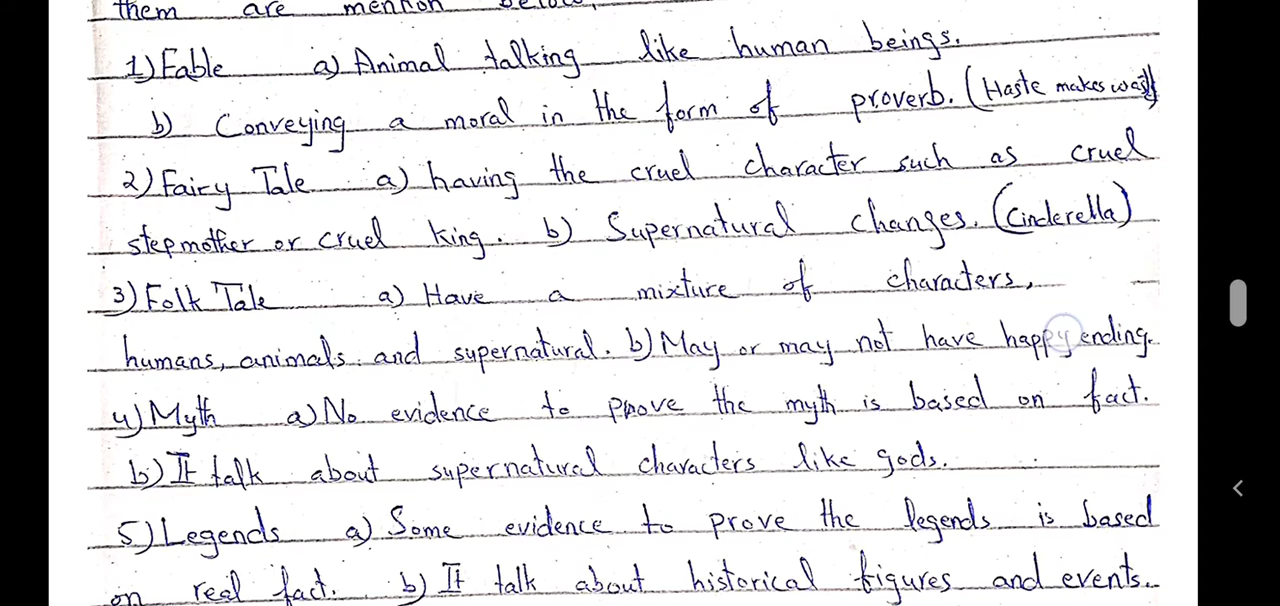 them are mention below,
1) Fable a) Animal talking like human beings.
b) Conveying a moral in the form of proverb. (Haste makes
2) Fairy Tale a) having the cruel character such as cruel
stepmother or cruel king. b) Supernatural changes. (Cinderella)
3) Folk Tale a) Have a mixture of characters,
humans, animals and supernatural. b) May or may not have happy ending.
4) Myth a) No evidence to prove the myth is based on fact.
b) It talk about supernatural characters like gods.
5) Legends a) Some evidence to prove the legends is based
on real fact. b) It talk about historical figures and events.